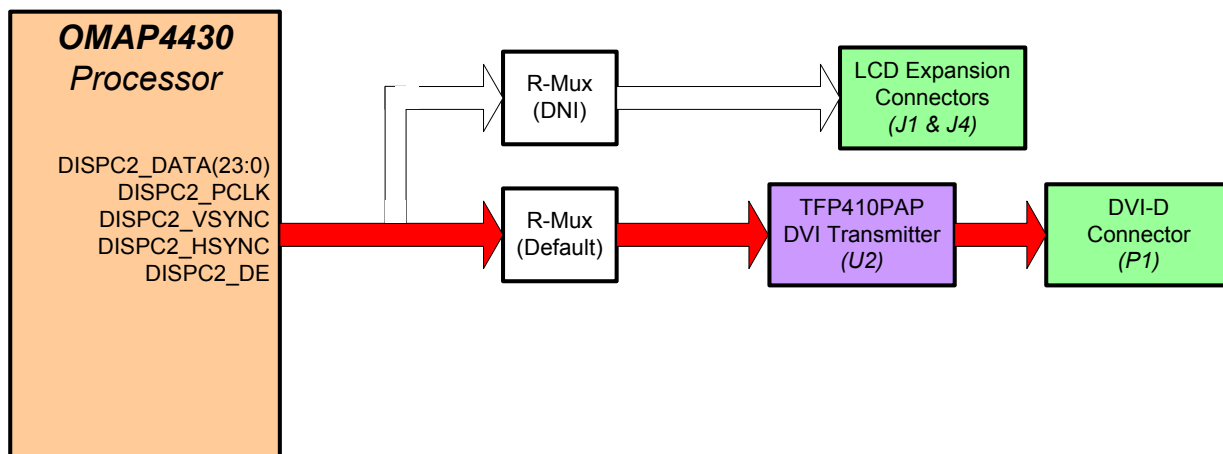 OMAP4430
Processor
DISPC2_DATA(23:0)
DISPC2_PCLK
DISPC2_VSYNC
DISPC2_HSYNC
DISPC2_DE
R-Mux
(DNI)
LCD Expansion
Connectors
(J1 & J4)
R-Mux
(Default)
TFP410PAP
DVI Transmitter
(U2)
DVI-D
Connector
(P1)